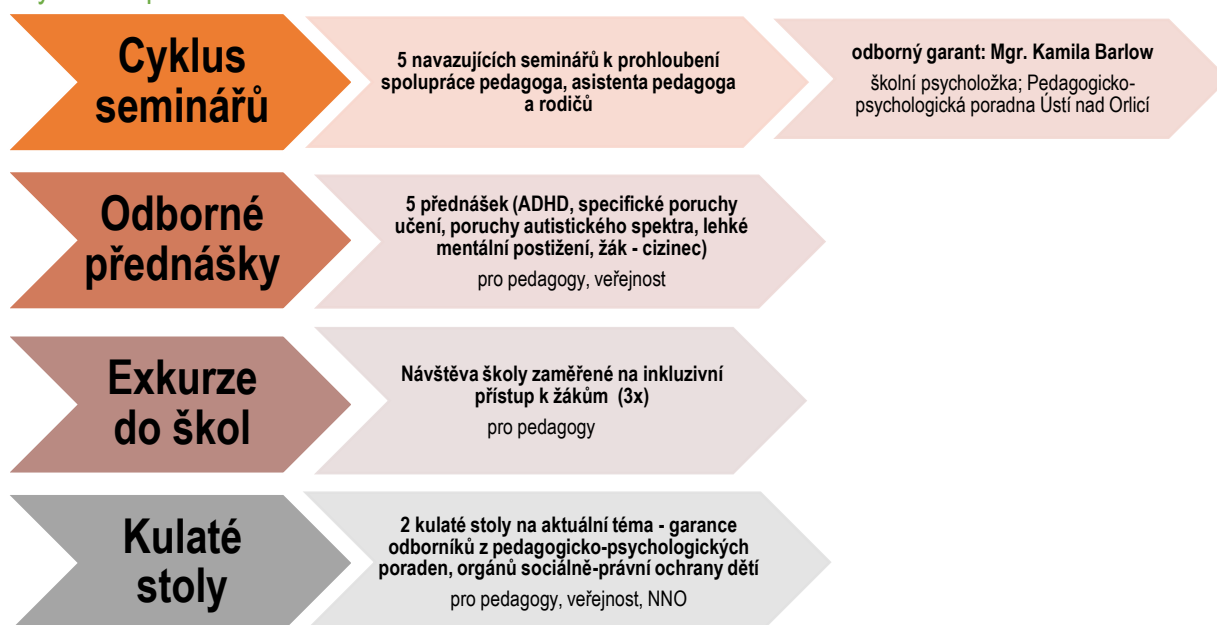 Cyklus
seminářů
5 navazujících seminářů k prohloubení
spolupráce pedagoga, asistenta pedagoga
a rodičů
odborný garant: Mgr. Kamila Barlow
školní psycholožka; Pedagogicko-
psychologická poradna Ústí nad Orlicí
Odborné
přednášky
5 přednášek (ADHD, specifické poruchy
učení, poruchy autistického spektra, lehké
mentální postižení, žák - cizinec)
pro pedagogy, veřejnost
Exkurze
do škol
Návštěva školy zaměřené na inkluzivní
přístup k žákům (3x)
pro pedagogy
Kulaté
stoly
2 kulaté stoly na aktuální téma - garance
odborníků z pedagogicko-psychologických
poraden, orgánů sociálně-právní ochrany dětí
pro pedagogy, veřejnost, NNO